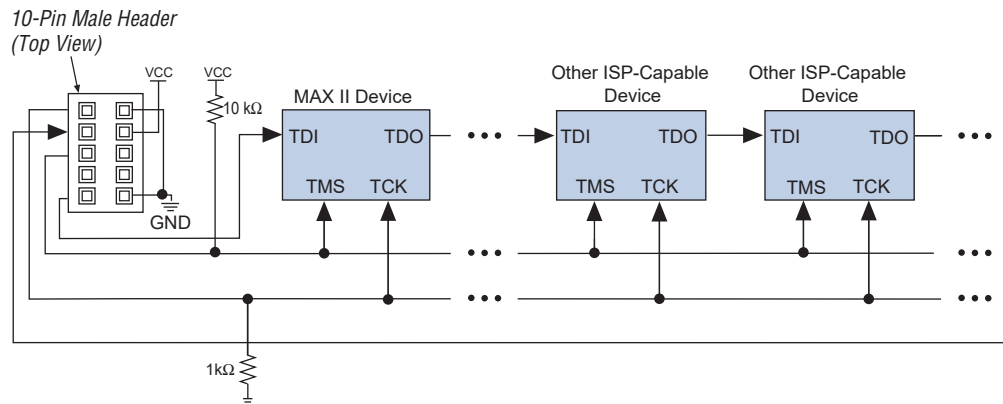 10-Pin Male Header
(Top View)
VCC
VCC
10 kΩ
GND
1kΩ
MAX II Device
TDI
TDO
TMS
TCK
Other ISP-Capable
Device
TDI
TDO
TMS
TCK
Other ISP-Capable
Device
TDI
TDO
TMS
TCK